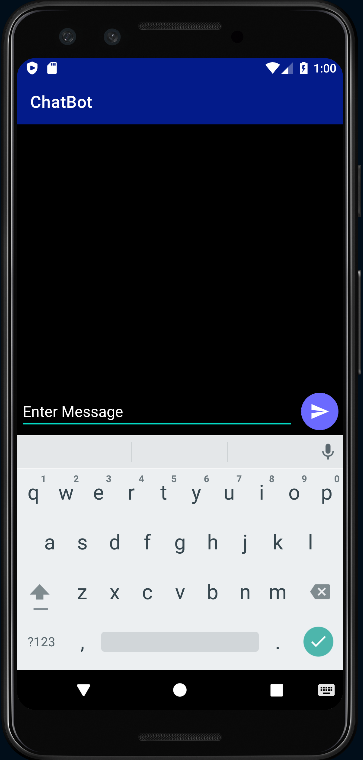 1:00
ChatBot
Enter Message
1 2 3 4 5 6 7 8 9 0
q w e r t y u i o p
a s d f g h j k l
z x c v b n m
?123 , .